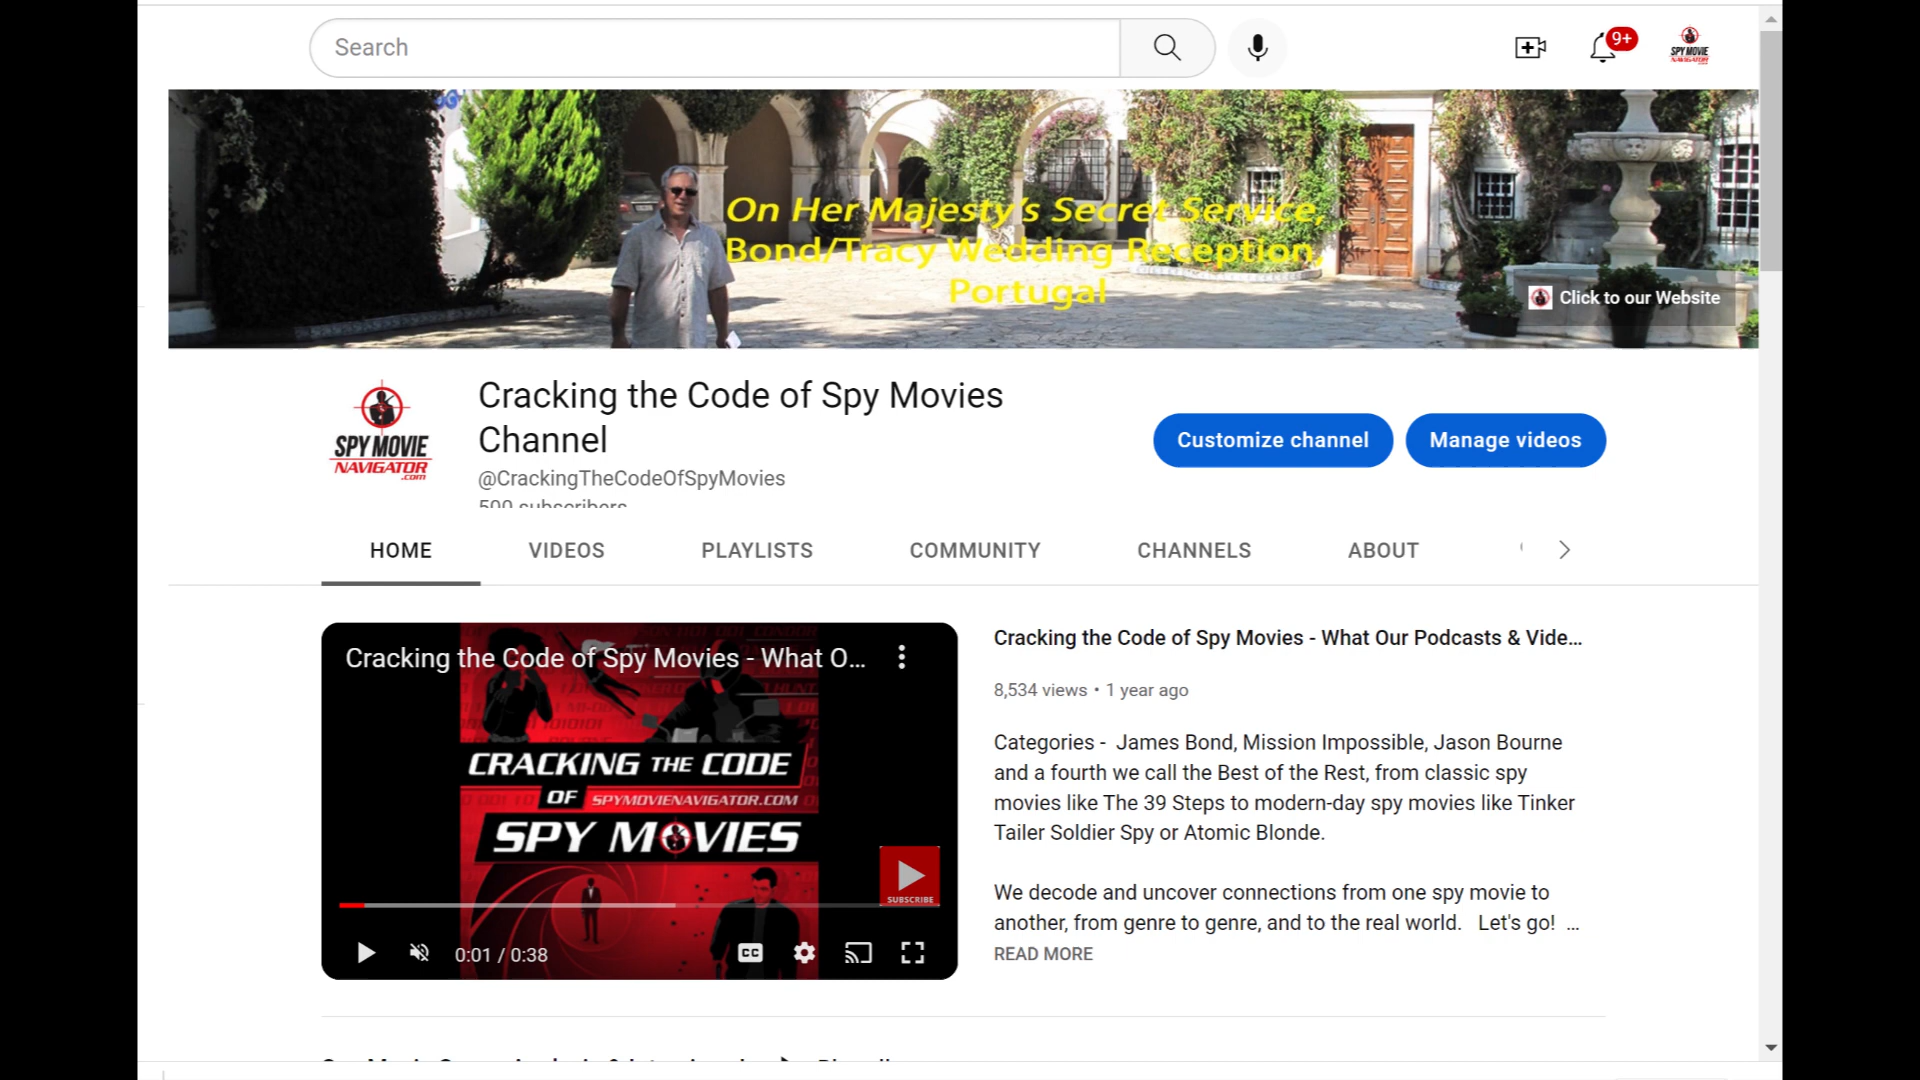 Search
9+
SPY MOVIE
NAVIGATOR
On Her Majesty's Secret Service,
Bond/Tracy Wedding Reception,
Portugal
Click to our Website
SPY MOVIE
NAVIGATOR
.com
Cracking the Code of Spy Movies
Channel
@CrackingTheCodeOfSpyMovies
500 subscribers
Customize channel
Manage videos
HOME
VIDEOS
PLAYLISTS
COMMUNITY
CHANNELS
ABOUT
Cracking the Code of Spy Movies - What O...
CRACKING THE CODE
OF SPYMOVIENAVIGATOR.COM
SPY MOVIES
SUBSCRIBE
0:01 / 0:38
CC
Cracking the Code of Spy Movies - What Our Podcasts & Vide...
8,534 views • 1 year ago
Categories - James Bond, Mission Impossible, Jason Bourne
and a fourth we call the Best of the Rest, from classic spy
movies like The 39 Steps to modern-day spy movies like Tinker
Tailer Soldier Spy or Atomic Blonde.
We decode and uncover connections from one spy movie to
another, from genre to genre, and to the real world. Let's go! ...
READ MORE